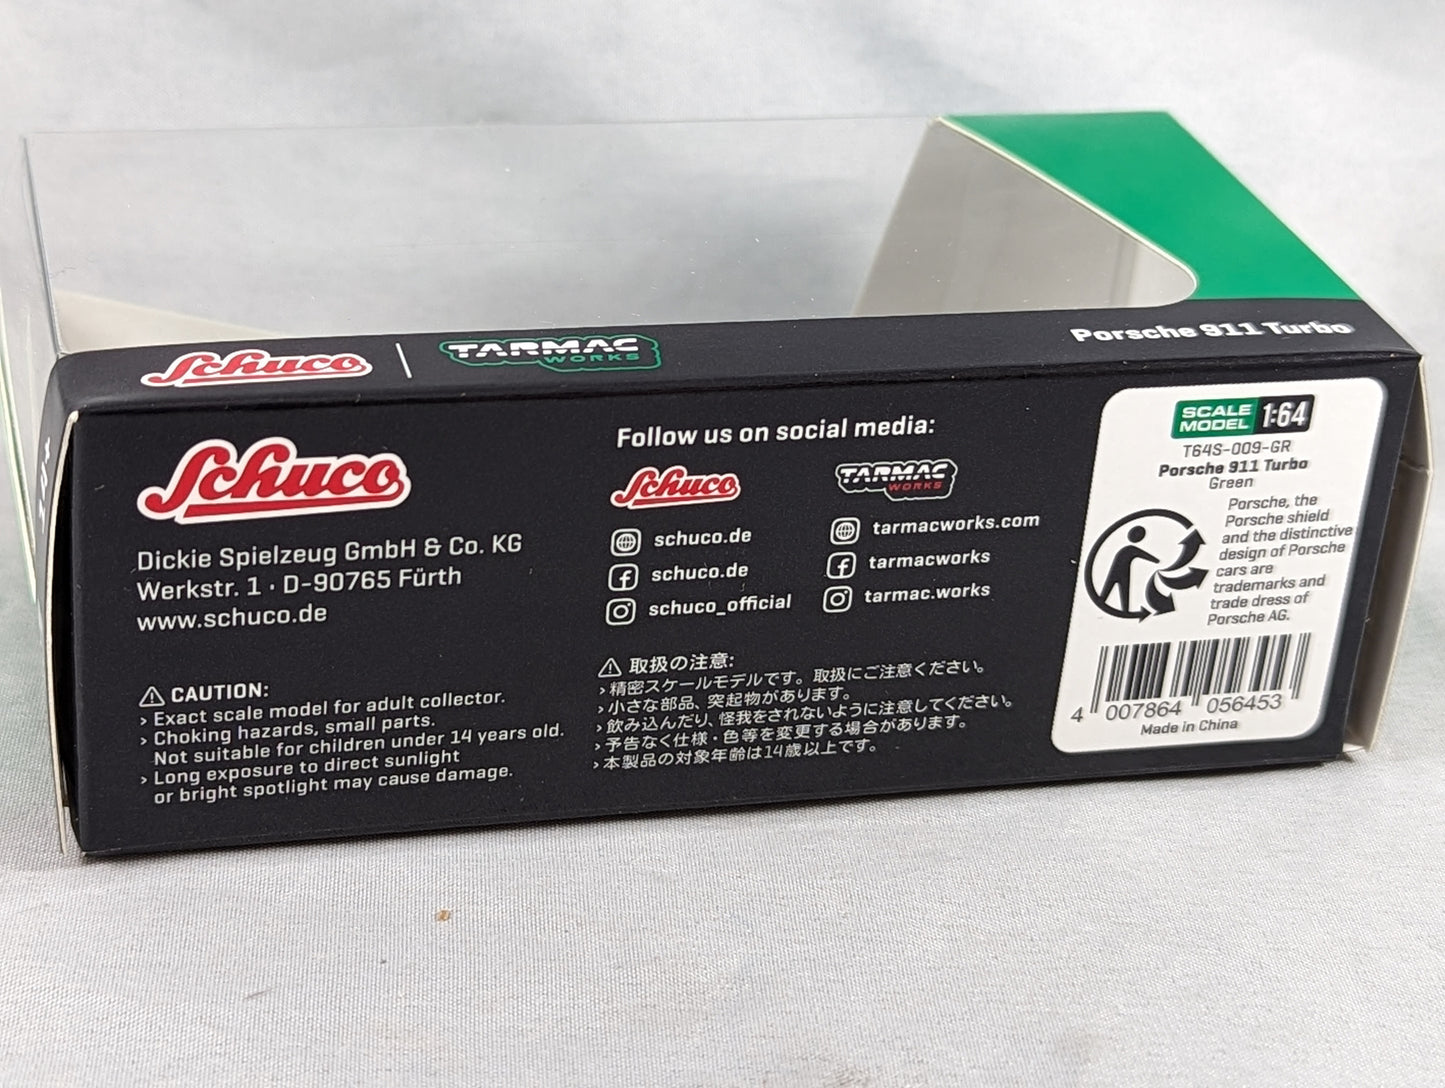 Schuco
TARMAC
WORKS
Porsche 911 Turbo
Schuco
Dickie Spielzeug GmbH & Co. KG
Werkstr. 1 · D-90765 Fürth
www.schuco.de
⚠ CAUTION:
› Exact scale model for adult collector.
› Choking hazards, small parts.
Not suitable for children under 14 years old.
› Long exposure to direct sunlight
or bright spotlight may cause damage.
Follow us on social media:
Schuco
schuco.de
schuco.de
schuco_official
TARMAC
WORKS
tarmacworks.com
tarmacworks
tarmac.works
⚠ 取扱の注意:
› 精密スケールモデルです。取扱にご注意ください。
› 小さな部品、突起物があります。
› 飲み込んだり、怪我をされないように注意してください。
› 予告なく仕様・色等を変更する場合があります。
› 本製品の対象年齢は14歳以上です。
SCALE
MODEL 1:64
T64S-009-GR
Porsche 911 Turbo
Green
Porsche, the
Porsche shield
and the distinctive
design of Porsche
cars are
trademarks and
trade dress of
Porsche AG.
4 007864 056453
Made in China